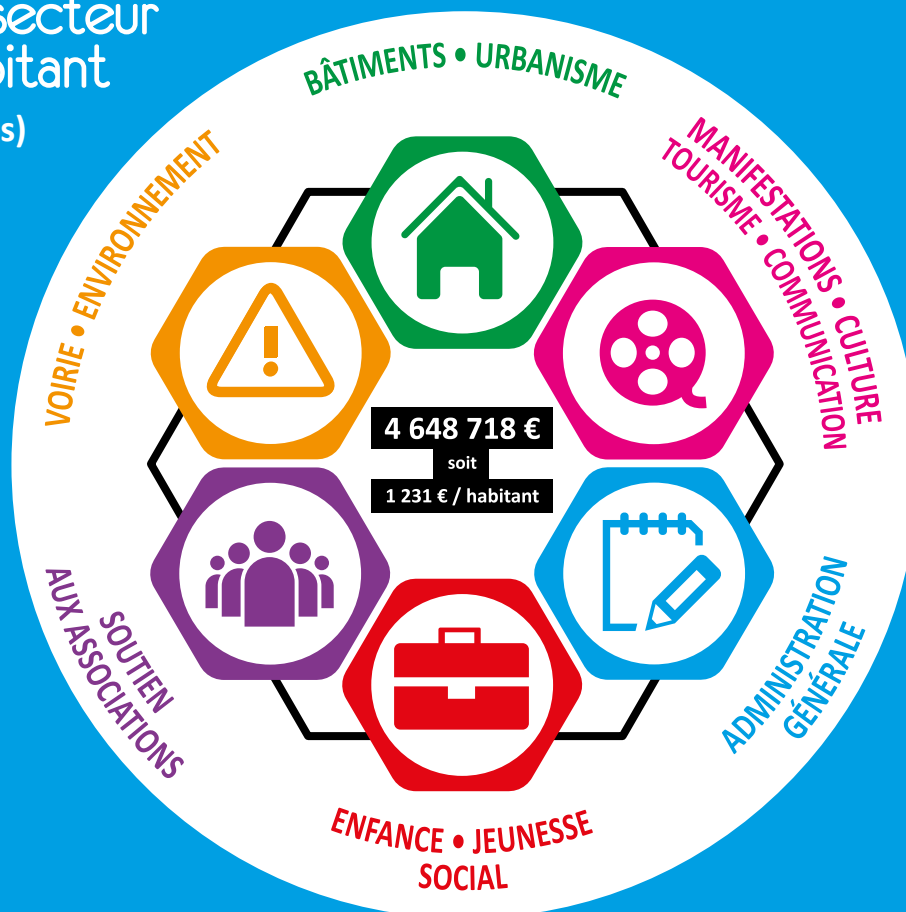 secteur
s)
BÂTIMENTS • URBANISME
MANIFESTATIONS • CULTURE
TOURISME • COMMUNICATION
VOIRIE • ENVIRONNEMENT
4 648 718 €
soit
1 231 € / habitant
SOUTIEN
AUX ASSOCIATIONS
ADMINISTRATION
GÉNÉRALE
ENFANCE • JEUNESSE
SOCIAL